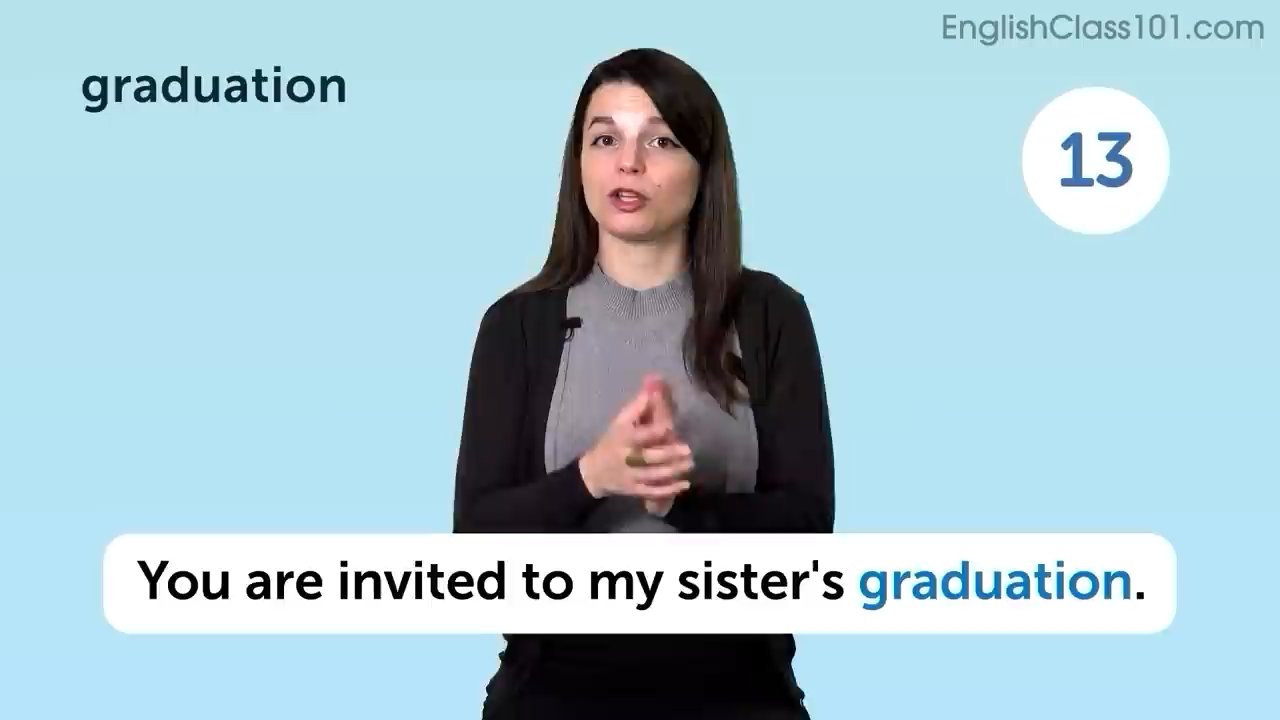 EnglishClass101.com
graduation
13
You are invited to my sister's graduation.